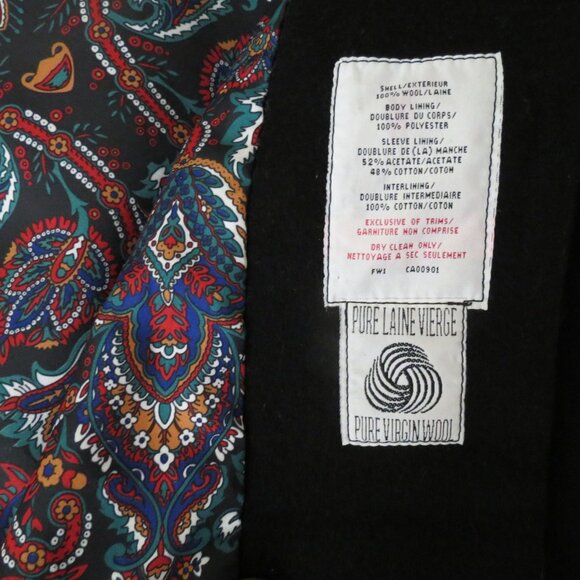 SHELL/EXTERIEUR
100% WOOL/LAINE
BODY LINING/
DOUBLURE DU CORPS/
100% POLYESTER
SLEEVE LINING/
DOUBLURE DE(LA) MANCHE
52% ACETATE/ACETATE
48% COTTON/COTON
INTERLINING/
DOUBLURE INTERMEDIAIRE
100% COTTON/COTON
EXCLUSIVE OF TRIMS/
GARNITURE NON COMPRISE
DRY CLEAN ONLY/
NETTOYAGE A SEC SEULEMENT
FW1 CA00901
PURE LAINE VIERGE
PURE VIRGIN WOOL